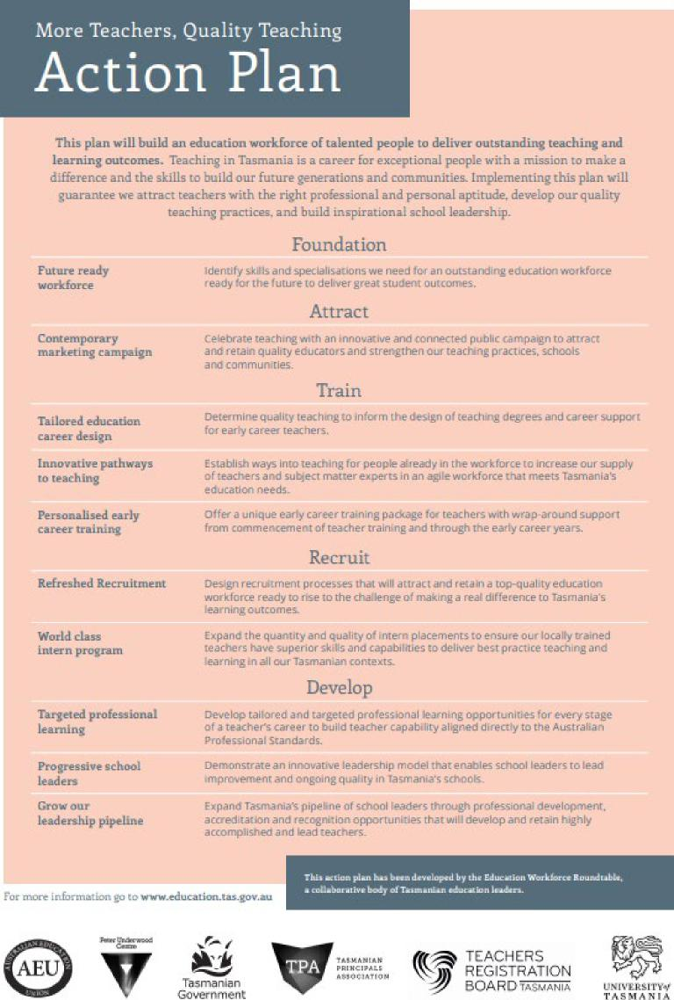 More Teachers, Quality Teaching
Action Plan
This plan will build an education workforce of talented people to deliver outstanding teaching and
learning outcomes. Teaching in Tasmania is a career for exceptional people with a mission to make a
difference and the skills to build our future generations and communities. Implementing this plan will
guarantee we attract teachers with the right professional and personal aptitude, develop our quality
teaching practices, and build inspirational school leadership.
Foundation
Future ready
workforce
Identify skills and specialisations we need for an outstanding education workforce
ready for the future to deliver great student outcomes.
Attract
Contemporary
marketing campaign
Celebrate teaching with an innovative and connected public campaign to attract
and retain quality educators and strengthen our teaching practices, schools
and communities.
Train
Tailored education
career design
Determine quality teaching to inform the design of teaching degrees and career support
for early career teachers.
Innovative pathways
to teaching
Establish ways into teaching for people already in the workforce to increase our supply
of teachers and subject matter experts in an agile workforce that meets Tasmania's
education needs.
Personalised early
career training
Offer a unique early career training package for teachers with wrap-around support
from commencement of teacher training and through the early career years.
Recruit
Refreshed Recruitment
Design recruitment processes that will attract and retain a top-quality education
workforce ready to rise to the challenge of making a real difference to Tasmania's
learning outcomes.
World class
intern program
Expand the quantity and quality of intern placements to ensure our locally trained
teachers have superior skills and capabilities to deliver best practice teaching and
learning in all our Tasmanian contexts.
Develop
Targeted professional
learning
Develop tailored and targeted professional learning opportunities for every stage
of a teacher's career to build teacher capability aligned directly to the Australian
Professional Standards.
Progressive school
leaders
Demonstrate an innovative leadership model that enables school leaders to lead
improvement and ongoing quality in Tasmania's schools.
Grow our
leadership pipeline
Expand Tasmania's pipeline of school leaders through professional development,
accreditation and recognition opportunities that will develop and retain highly
accomplished and lead teachers.
This action plan has been developed by the Education Workforce Roundtable,
a collaborative body of Tasmanian education leaders.
For more information go to www.education.tas.gov.au
AUSTRALIAN EDUCATION
AEU
UNION
Peter Underwood
Centre
Tasmanian
Government
TPA
TASMANIAN
PRINCIPALS
ASSOCIATION
TEACHERS
REGISTRATION
BOARD TASMANIA
UNIVERSITY of
TASMANIA